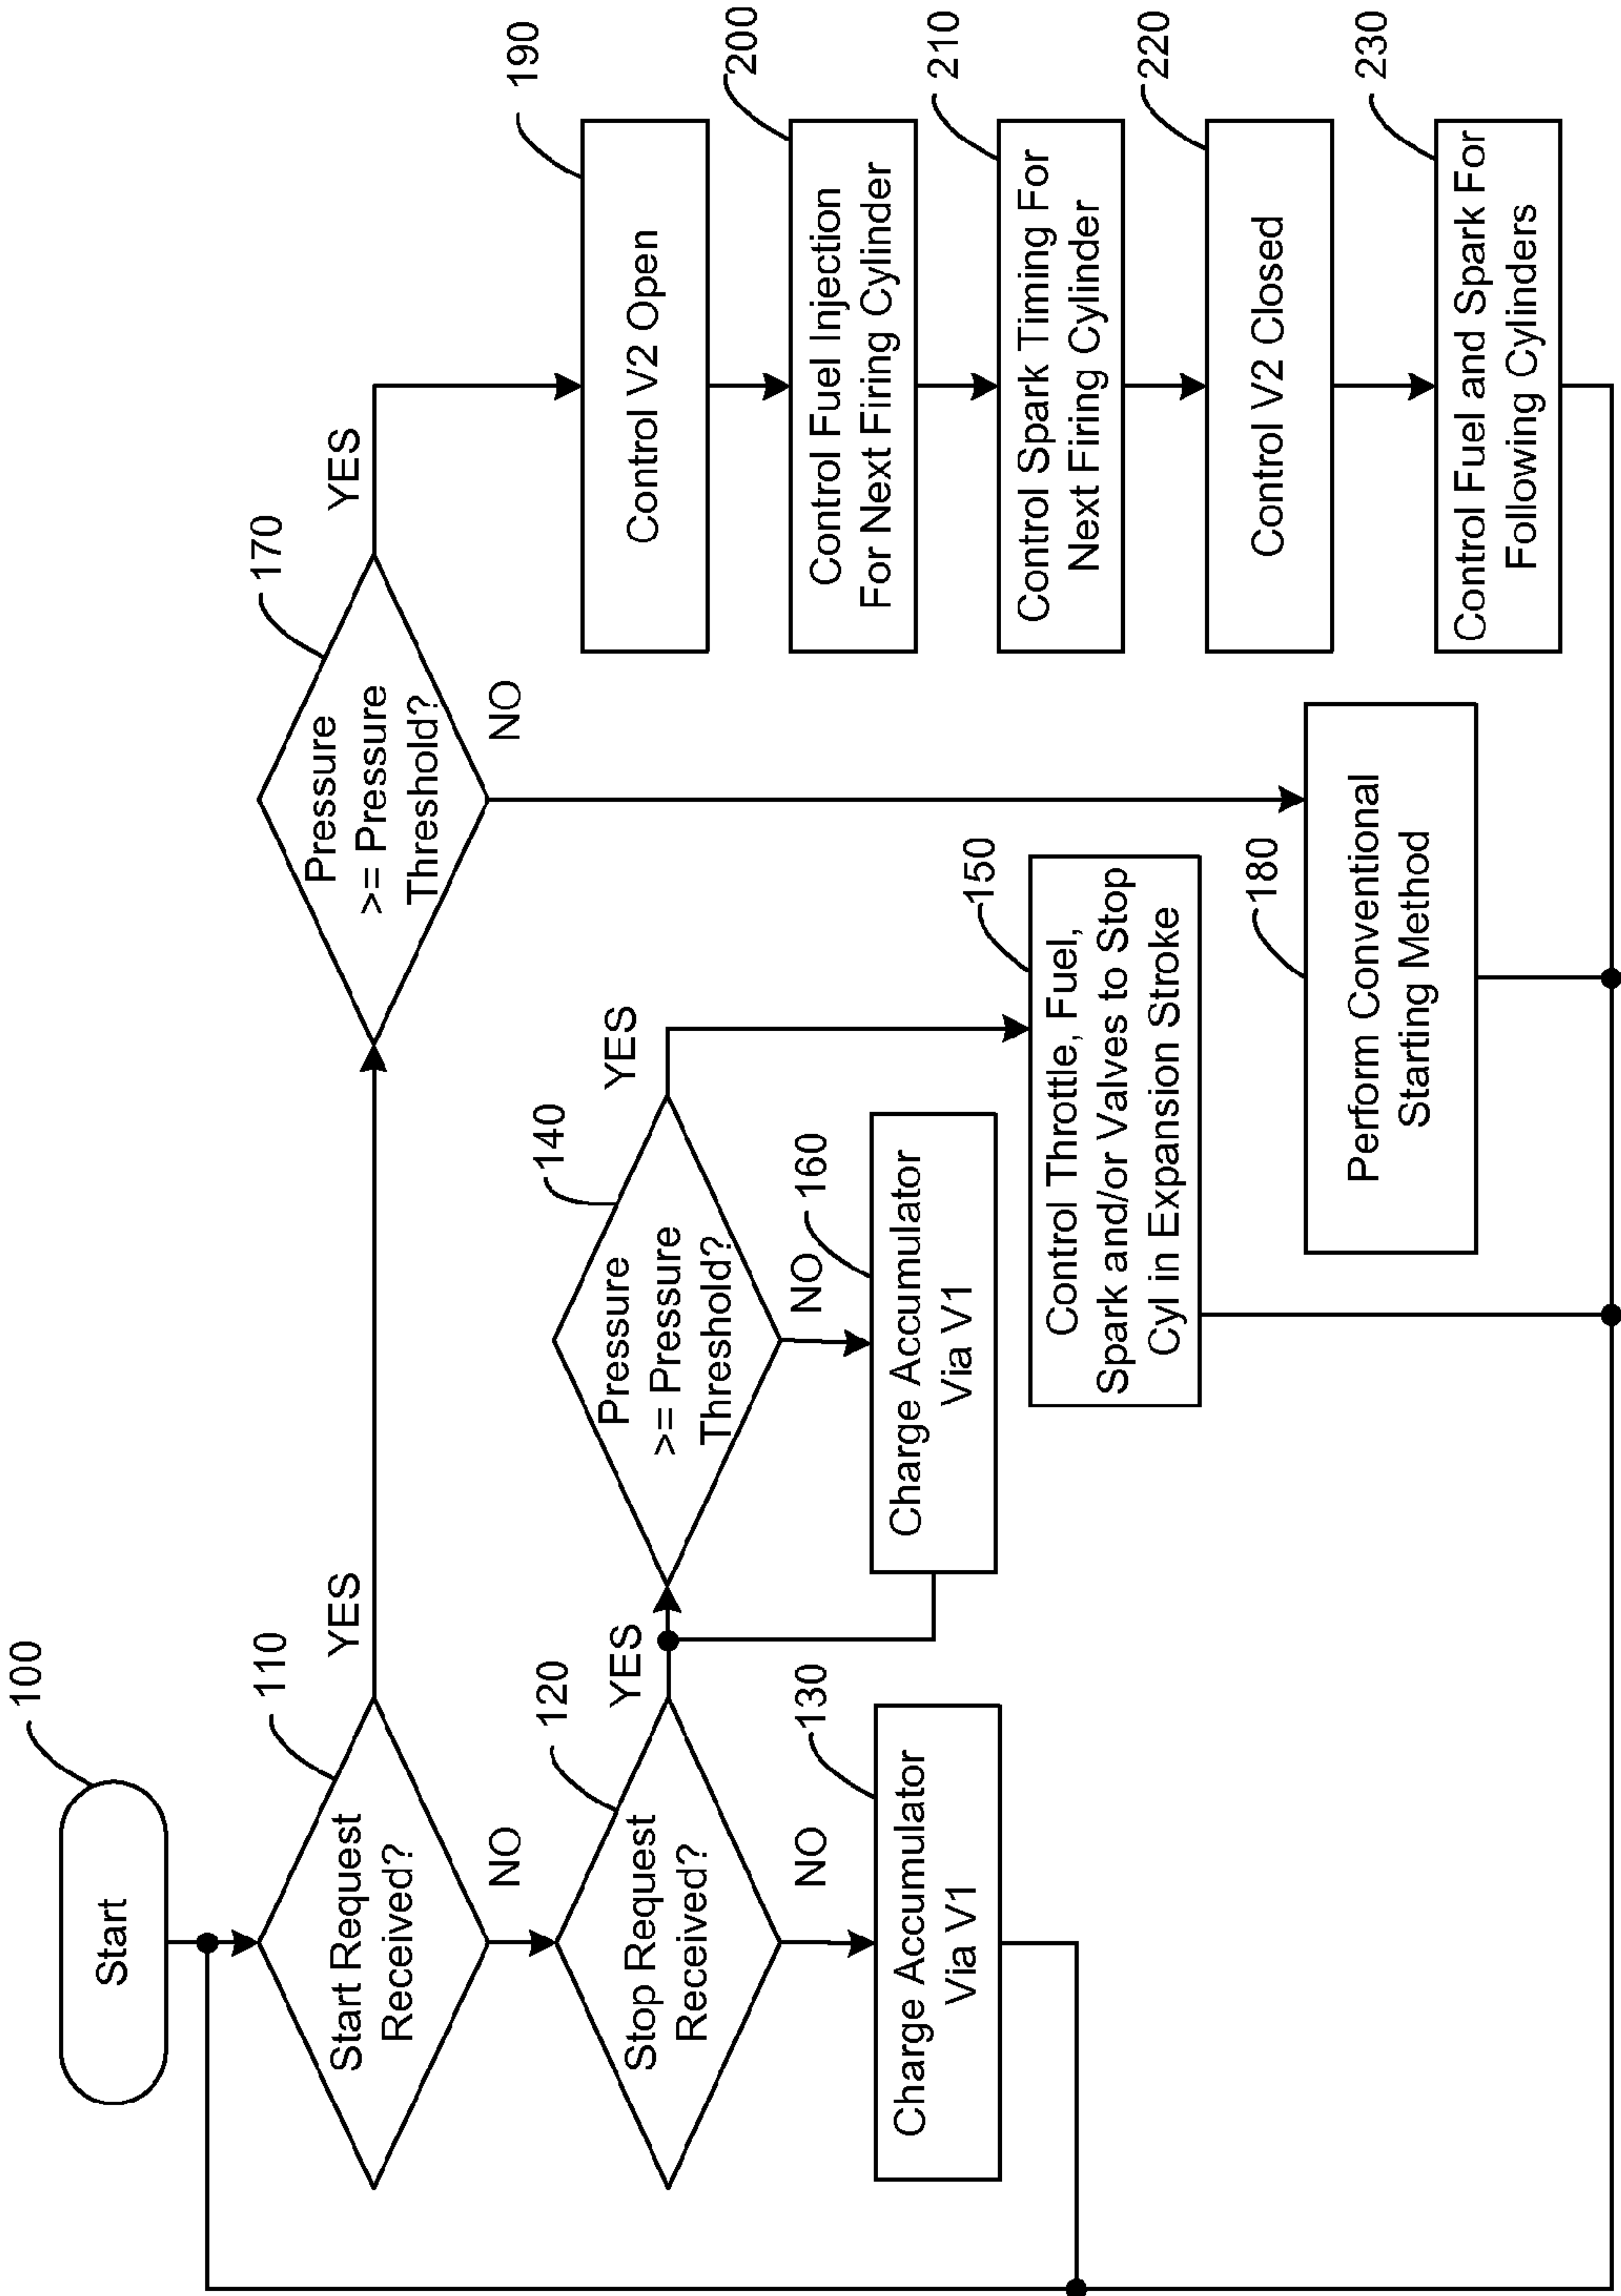 100
Start
110
Start Request
Received?
YES
NO
120
Stop Request
Received?
YES
NO
130
Charge Accumulator
Via V1
140
Pressure
>= Pressure
Threshold?
YES
NO
160
Charge Accumulator
Via V1
150
Control Throttle, Fuel,
Spark and/or Valves to Stop
Cyl in Expansion Stroke
170
Pressure
>= Pressure
Threshold?
YES
NO
180
Perform Conventional
Starting Method
190
Control V2 Open
200
Control Fuel Injection
For Next Firing Cylinder
210
Control Spark Timing For
Next Firing Cylinder
220
Control V2 Closed
230
Control Fuel and Spark For
Following Cylinders